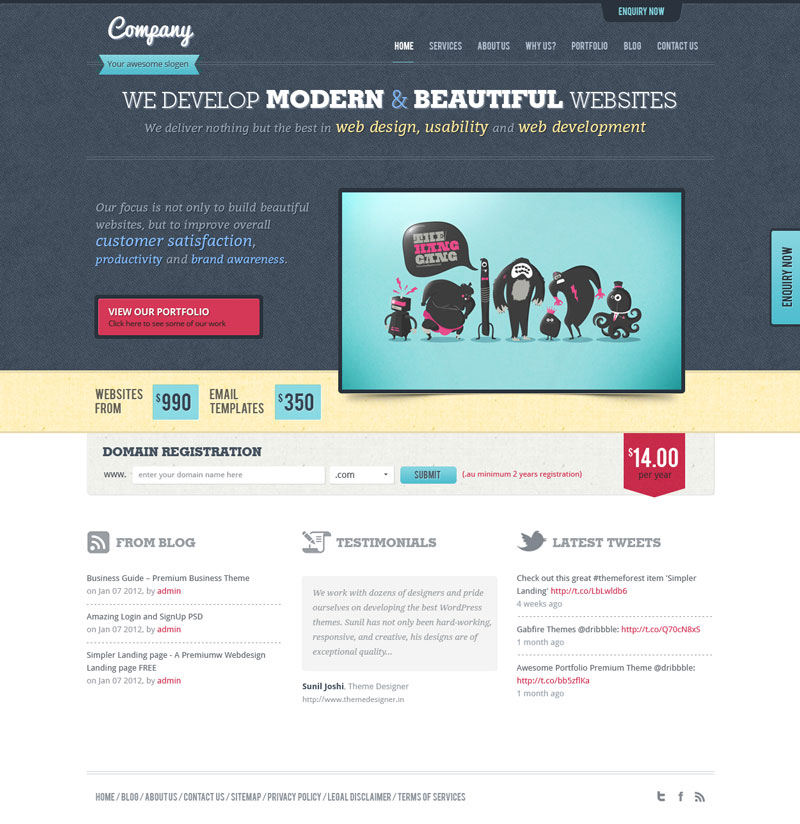 ENQUIRY NOW
Company
Your awesome slogen
HOME SERVICES ABOUT US WHY US? PORTFOLIO BLOG CONTACT US
WE DEVELOP MODERN & BEAUTIFUL WEBSITES
We deliver nothing but the best in web design, usability and web development
Our focus is not only to build beautiful
websites, but to improve overall
customer satisfaction,
productivity and brand awareness.
VIEW OUR PORTFOLIO
Click here to see some of our work
THE
HANG
GANG
ENQUIRY NOW
WEBSITES
FROM
$990
EMAIL
TEMPLATES
$350
DOMAIN REGISTRATION
www. enter your domain name here .com SUBMIT (.au minimum 2 years registration)
$14.00
per year
FROM BLOG
Business Guide – Premium Business Theme
on Jan 07 2012, by admin
Amazing Login and SignUp PSD
on Jan 07 2012, by admin
Simpler Landing page - A Premiumw Webdesign
Landing page FREE
on Jan 07 2012, by admin
TESTIMONIALS
We work with dozens of designers and pride
ourselves on developing the best WordPress
themes. Sunil has not only been hard-working,
responsive, and creative, his designs are of
exceptional quality...
Sunil Joshi, Theme Designer
http://www.themedesigner.in
LATEST TWEETS
Check out this great #themeforest item 'Simpler
Landing' http://t.co/LbLwldb6
4 weeks ago
Gabfire Themes @dribbble: http://t.co/Q70cN8x5
1 month ago
Awesome Portfolio Premium Theme @dribbble:
http://t.co/bb5zflKa
1 month ago
HOME / BLOG / ABOUT US / CONTACT US / SITEMAP / PRIVACY POLICY / LEGAL DISCLAIMER / TERMS OF SERVICES